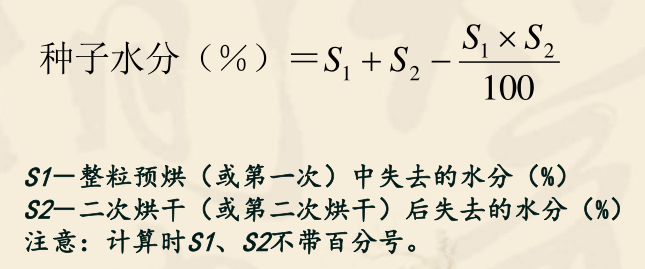 种子水分（%）＝S₁ + S₂ − S₁ × S₂ / 100
S1—整粒预烘（或第一次）中失去的水分（%）
S2—二次烘干（或第二次烘干）后失去的水分（%）
注意：计算时S1、S2不带百分号。